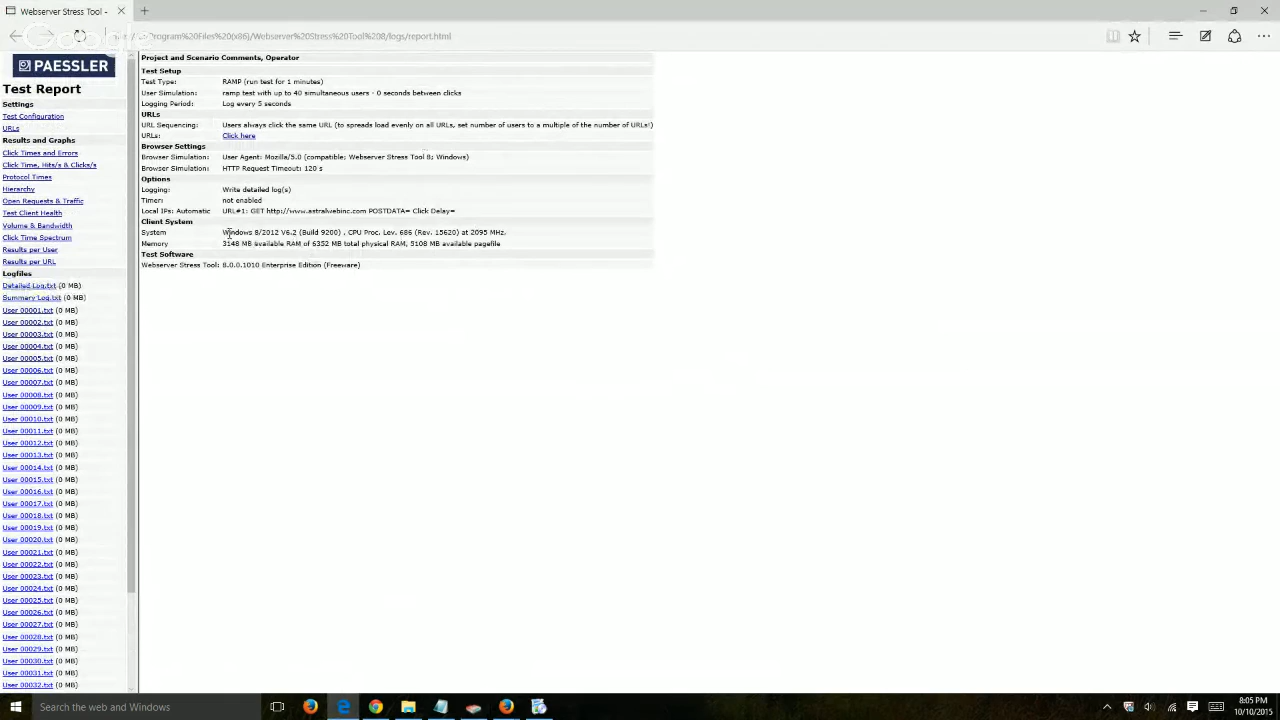 Webserver Stress Tool -
Program%20Files%20(x86)/Webserver%20Stress%20Tool%208/logs/report.html
PAESSLER
Test Report
Settings
Test Configuration
URLs
Results and Graphs
Click Times and Errors
Click Time, Hits/s & Clicks/s
Protocol Times
Hierarchy
Open Requests & Traffic
Test Client Health
Volume & Bandwidth
Click Time Spectrum
Results per User
Results per URL
Logfiles
Detailed Log.txt (0 MB)
Summary Log.txt (0 MB)
User 00001.txt (0 MB)
User 00002.txt (0 MB)
User 00003.txt (0 MB)
User 00004.txt (0 MB)
User 00005.txt (0 MB)
User 00006.txt (0 MB)
User 00007.txt (0 MB)
User 00008.txt (0 MB)
User 00009.txt (0 MB)
User 00010.txt (0 MB)
User 00011.txt (0 MB)
User 00012.txt (0 MB)
User 00013.txt (0 MB)
User 00014.txt (0 MB)
User 00015.txt (0 MB)
User 00016.txt (0 MB)
User 00017.txt (0 MB)
User 00018.txt (0 MB)
User 00019.txt (0 MB)
User 00020.txt (0 MB)
User 00021.txt (0 MB)
User 00022.txt (0 MB)
User 00023.txt (0 MB)
User 00024.txt (0 MB)
User 00025.txt (0 MB)
User 00026.txt (0 MB)
User 00027.txt (0 MB)
User 00028.txt (0 MB)
User 00029.txt (0 MB)
User 00030.txt (0 MB)
User 00031.txt (0 MB)
User 00032.txt (0 MB)
Project and Scenario Comments, Operator
Test Setup
Test Type: RAMP (run test for 1 minutes)
User Simulation: ramp test with up to 40 simultaneous users - 0 seconds between clicks
Logging Period: Log every 5 seconds
URLs
URL Sequencing: Users always click the same URL (to spreads load evenly on all URLs, set number of users to a multiple of the number of URLs!)
URLs: Click here
Browser Settings
Browser Simulation: User Agent: Mozilla/5.0 (compatible; Webserver Stress Tool 8; Windows)
Browser Simulation: HTTP Request Timeout: 120 s
Options
Logging: Write detailed log(s)
Timer: not enabled
Local IPs: Automatic URL#1: GET http://www.astralwebinc.com POSTDATA= Click Delay=
Client System
System Windows 8/2012 V6.2 (Build 9200) , CPU Proc. Lev. 686 (Rev. 15620) at 2095 MHz,
Memory 3148 MB available RAM of 6352 MB total physical RAM, 5108 MB available pagefile
Test Software
Webserver Stress Tool: 8.0.0.1010 Enterprise Edition (Freeware)
Search the web and Windows
8:05 PM
10/10/2015